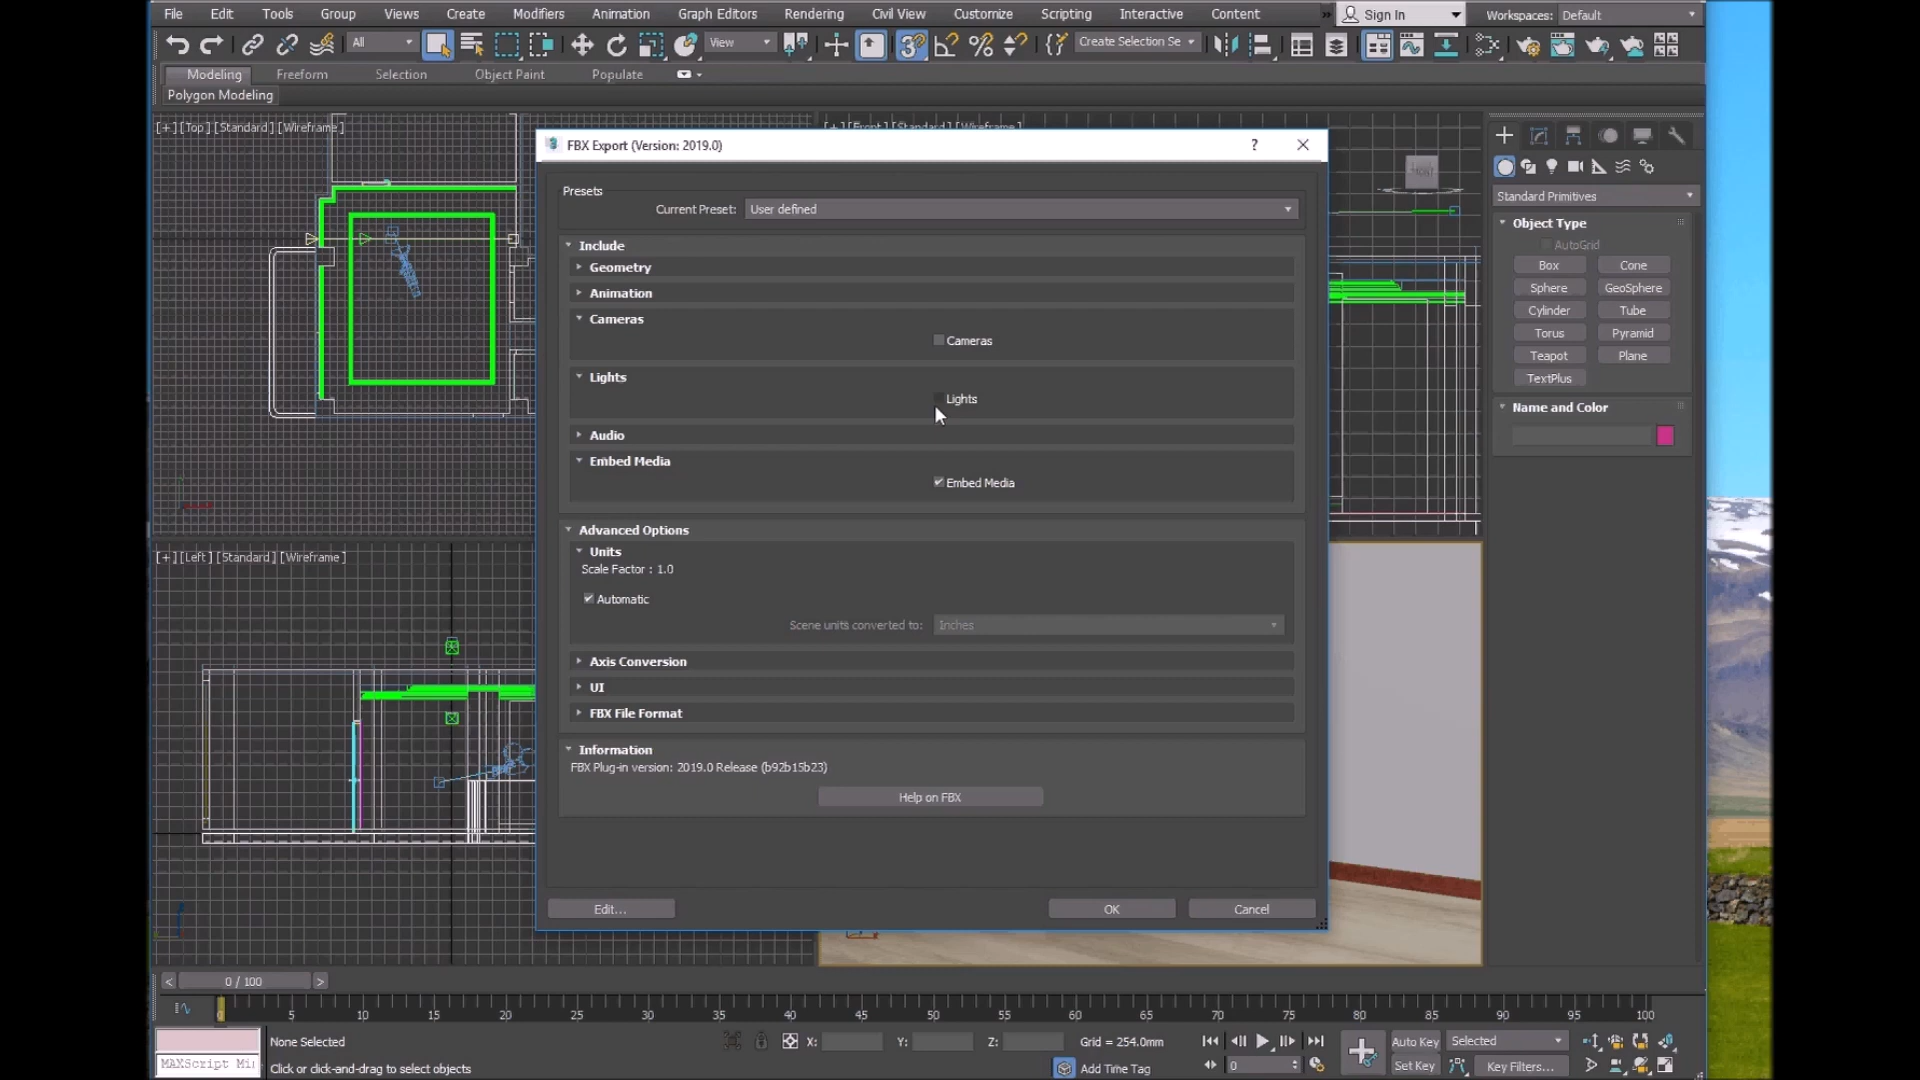 File Edit Tools Group Views Create Modifiers Animation Graph Editors Rendering Civil View Customize Scripting Interactive Content Sign In Workspaces: Default
All View Create Selection Se
Modeling Freeform Selection Object Paint Populate
Polygon Modeling
[+][Top][Standard][Wireframe]
[+][Front][Standard][Wireframe]
FBX Export (Version: 2019.0) ?
Presets
Current Preset: User defined
Include
Geometry
Animation
Cameras
Cameras
Lights
Lights
Audio
Embed Media
Embed Media
Advanced Options
Units
Scale Factor : 1.0
Automatic
Scene units converted to: Inches
Axis Conversion
UI
FBX File Format
Information
FBX Plug-in version: 2019.0 Release (b92b15b23)
Help on FBX
Edit... OK Cancel
[+][Left][Standard][Wireframe]
FRONT
Standard Primitives
Object Type
AutoGrid
Box Cone
Sphere GeoSphere
Cylinder Tube
Torus Pyramid
Teapot Plane
TextPlus
Name and Color
< 0 / 100 >
0 5 10 15 20 25 30 35 40 45 50 55 60 65 70 75 80 85 90 95 100
None Selected X: Y: Z: Grid = 254.0mm Auto Key Selected
MAXScript Mi Click or click-and-drag to select objects Add Time Tag 0 Set Key Key Filters...